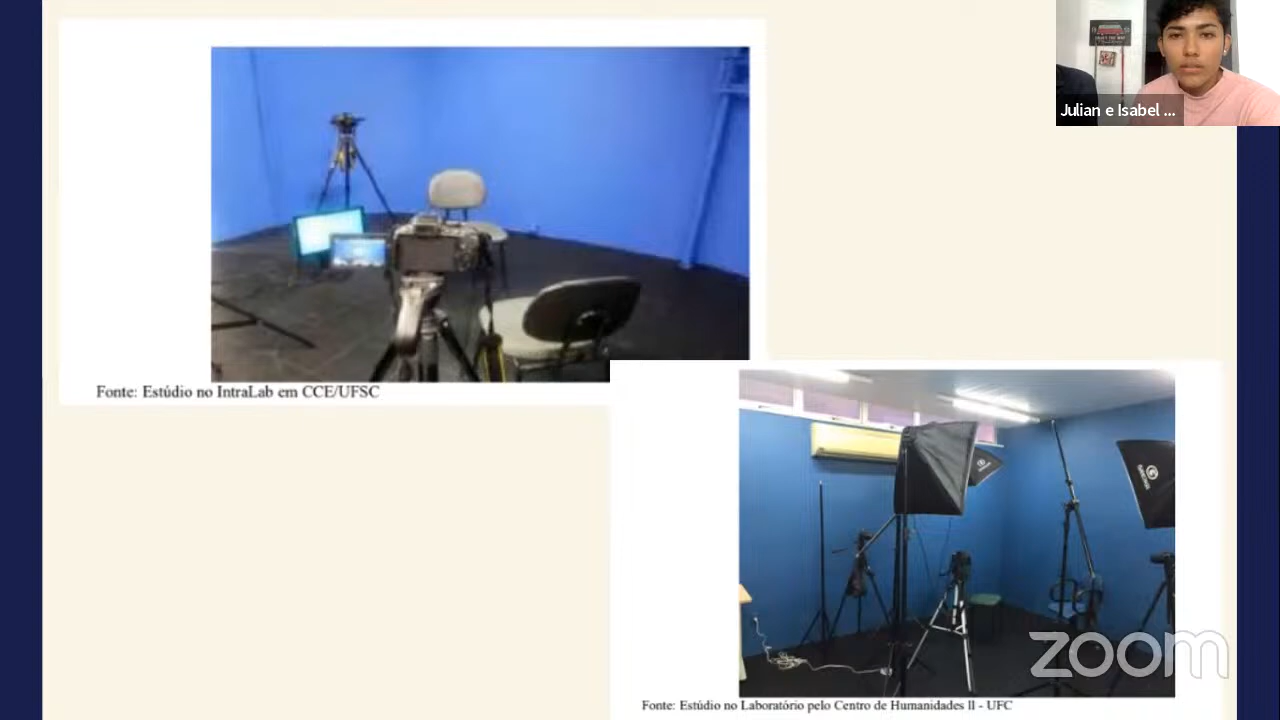 Julian e Isabel ...
Fonte: Estúdio no IntraLab em CCE/UFSC
zoom
Fonte: Estúdio no Laboratório pelo Centro de Humanidades II - UFC